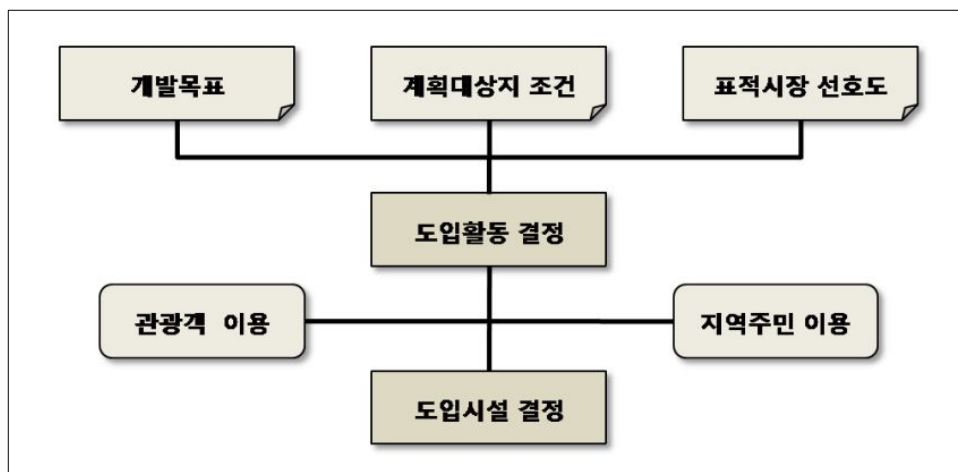 개발목표
계획대상지 조건
표적시장 선호도
도입활동 결정
관광객 이용
지역주민 이용
도입시설 결정